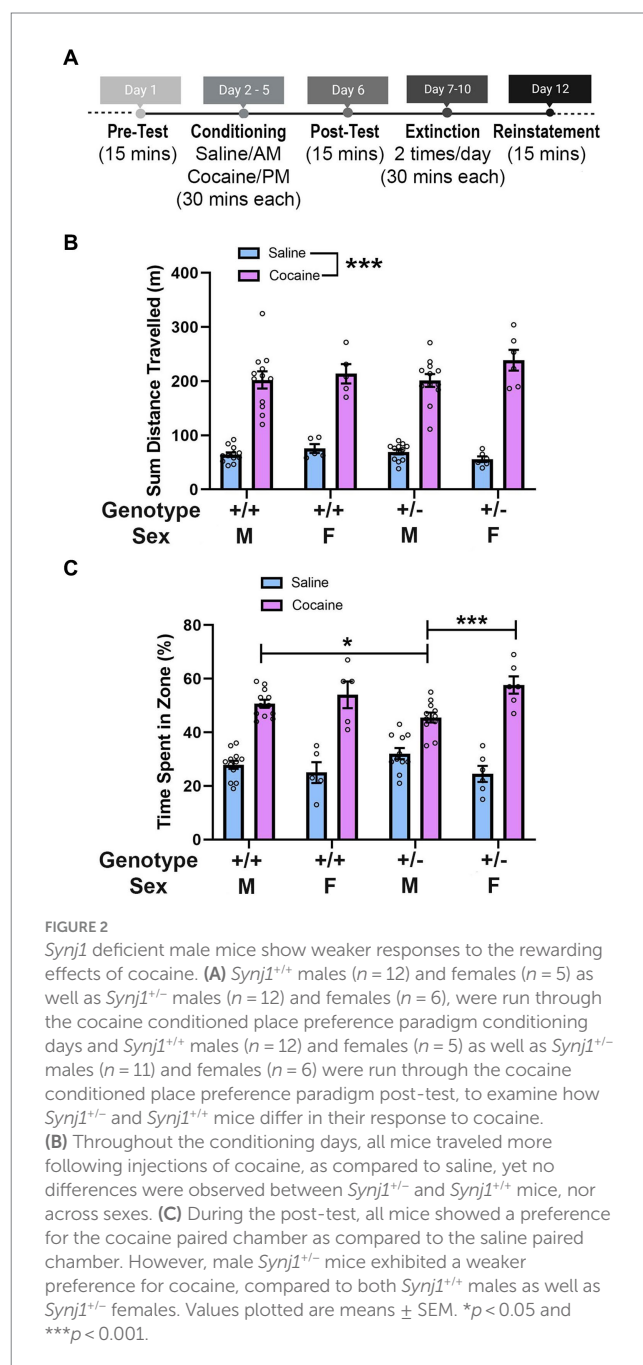 A
Day 1
Day 2 - 5
Day 6
Day 7-10
Day 12
Pre-Test
Conditioning
Post-Test
Extinction
Reinstatement
(15 mins)
Saline/AM
(15 mins)
2 times/day
(15 mins)
Cocaine/PM
(30 mins each)
(30 mins each)
B
Saline
Cocaine
***
Sum Distance Travelled (m)
400
300
200
100
0
Genotype +/+ +/+ +/- +/-
Sex M F M F
C
Saline
Cocaine
Time Spent in Zone (%)
80
60
40
20
0
*
***
Genotype +/+ +/+ +/- +/-
Sex M F M F
FIGURE 2
Synj1 deficient male mice show weaker responses to the rewarding
effects of cocaine. (A) Synj1+/+ males (n = 12) and females (n = 5) as
well as Synj1+/– males (n = 12) and females (n = 6), were run through
the cocaine conditioned place preference paradigm conditioning
days and Synj1+/+ males (n = 12) and females (n = 5) as well as Synj1+/–
males (n = 11) and females (n = 6) were run through the cocaine
conditioned place preference paradigm post-test, to examine how
Synj1+/– and Synj1+/+ mice differ in their response to cocaine.
(B) Throughout the conditioning days, all mice traveled more
following injections of cocaine, as compared to saline, yet no
differences were observed between Synj1+/– and Synj1+/+ mice, nor
across sexes. (C) During the post-test, all mice showed a preference
for the cocaine paired chamber as compared to the saline paired
chamber. However, male Synj1+/– mice exhibited a weaker
preference for cocaine, compared to both Synj1+/+ males as well as
Synj1+/– females. Values plotted are means ± SEM. *p < 0.05 and
***p < 0.001.